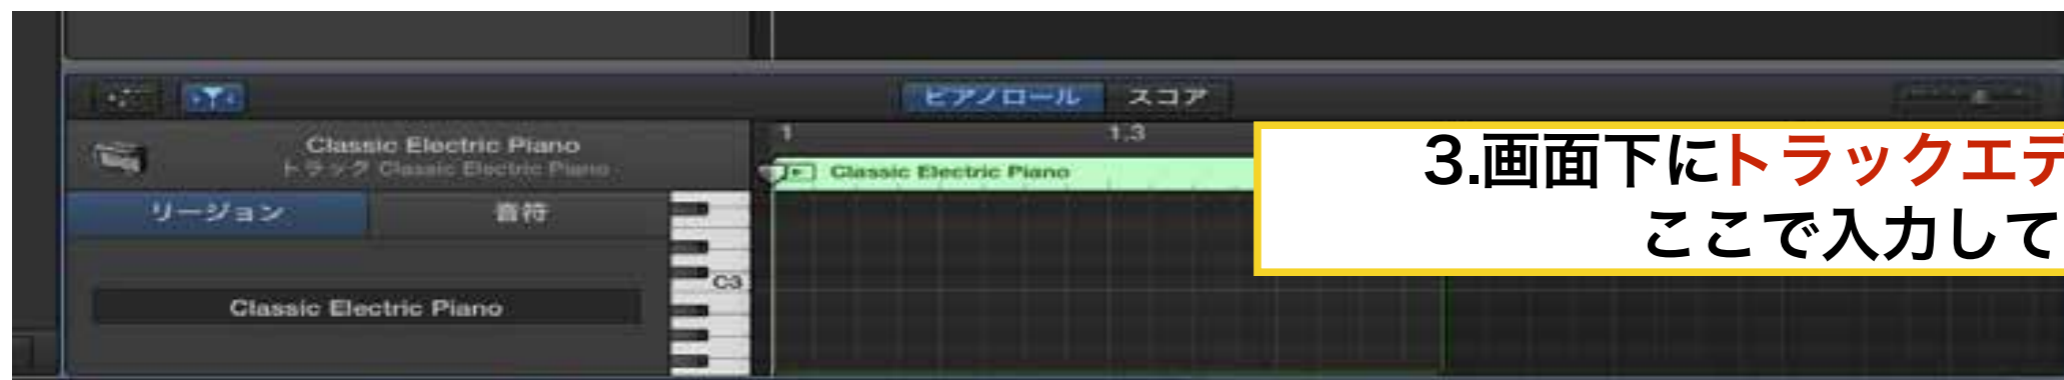 ピアノロール スコア
Classic Electric Piano
トラック Classic Electric Piano
1 1.3
Classic Electric Piano
リージョン 音符
C3
Classic Electric Piano
3.画面下にトラックエデ
ここで入力して